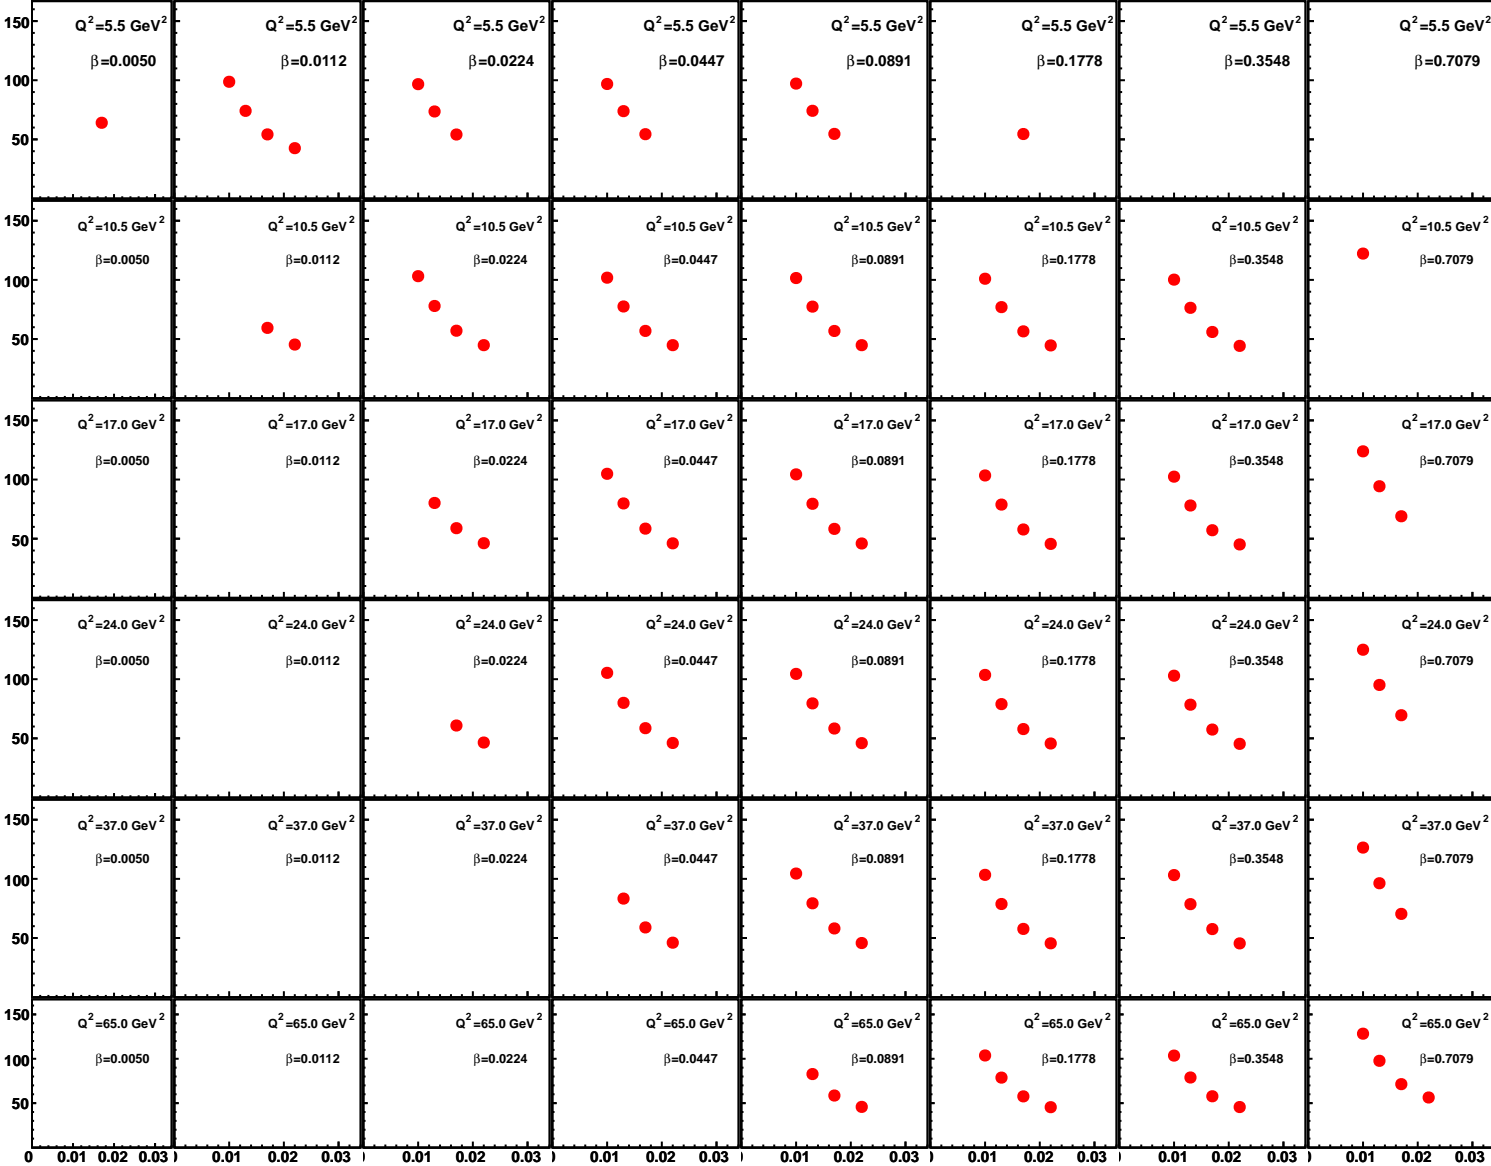 150 Q²=5.5 GeV² Q²=5.5 GeV² Q²=5.5 GeV² Q²=5.5 GeV² Q²=5.5 GeV² Q²=5.5 GeV² Q²=5.5 GeV² Q²=5.5 GeV²
β=0.0050 β=0.0112 β=0.0224 β=0.0447 β=0.0891 β=0.1778 β=0.3548 β=0.7079
100
50
150 Q²=10.5 GeV² Q²=10.5 GeV² Q²=10.5 GeV² Q²=10.5 GeV² Q²=10.5 GeV² Q²=10.5 GeV² Q²=10.5 GeV² Q²=10.5 GeV²
β=0.0050 β=0.0112 β=0.0224 β=0.0447 β=0.0891 β=0.1778 β=0.3548 β=0.7079
100
50
150 Q²=17.0 GeV² Q²=17.0 GeV² Q²=17.0 GeV² Q²=17.0 GeV² Q²=17.0 GeV² Q²=17.0 GeV² Q²=17.0 GeV² Q²=17.0 GeV²
β=0.0050 β=0.0112 β=0.0224 β=0.0447 β=0.0891 β=0.1778 β=0.3548 β=0.7079
100
50
150 Q²=24.0 GeV² Q²=24.0 GeV² Q²=24.0 GeV² Q²=24.0 GeV² Q²=24.0 GeV² Q²=24.0 GeV² Q²=24.0 GeV² Q²=24.0 GeV²
β=0.0050 β=0.0112 β=0.0224 β=0.0447 β=0.0891 β=0.1778 β=0.3548 β=0.7079
100
50
150 Q²=37.0 GeV² Q²=37.0 GeV² Q²=37.0 GeV² Q²=37.0 GeV² Q²=37.0 GeV² Q²=37.0 GeV² Q²=37.0 GeV² Q²=37.0 GeV²
β=0.0050 β=0.0112 β=0.0224 β=0.0447 β=0.0891 β=0.1778 β=0.3548 β=0.7079
100
50
150 Q²=65.0 GeV² Q²=65.0 GeV² Q²=65.0 GeV² Q²=65.0 GeV² Q²=65.0 GeV² Q²=65.0 GeV² Q²=65.0 GeV² Q²=65.0 GeV²
100 β=0.0050 β=0.0112 β=0.0224 β=0.0447 β=0.0891 β=0.1778 β=0.3548 β=0.7079
50
0 0.01 0.02 0.03 0.01 0.02 0.03 0.01 0.02 0.03 0.01 0.02 0.03 0.01 0.02 0.03 0.01 0.02 0.03 0.01 0.02 0.03 0.01 0.02 0.03